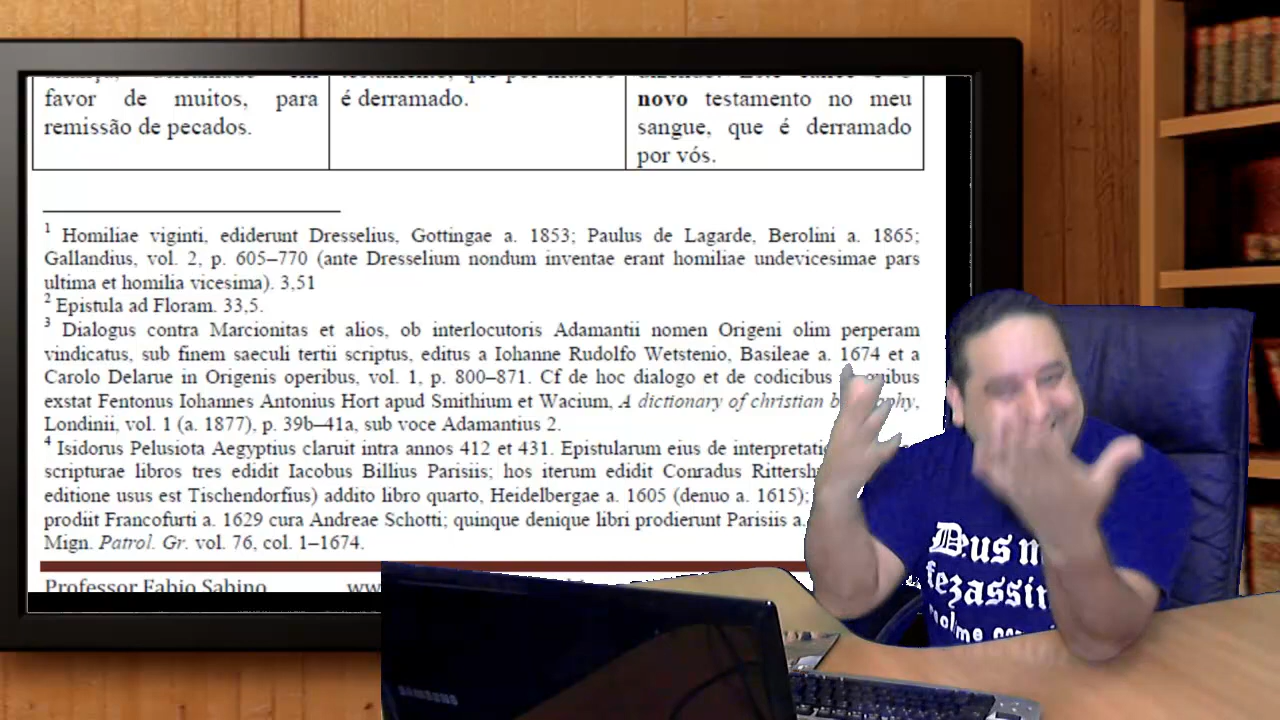 favor de muitos, para
remissão de pecados.
testamento, que por muitos
é derramado.
novo testamento no meu
sangue, que é derramado
por vós.
1 Homiliae viginti, ediderunt Dresselius, Gottingae a. 1853; Paulus de Lagarde, Berolini a. 1865;
Gallandius, vol. 2, p. 605–770 (ante Dresselium nondum inventae erant homiliae undevicesimae pars
ultima et homilia vicesima). 3,51
2 Epistula ad Floram. 33,5.
3 Dialogus contra Marcionitas et alios, ob interlocutoris Adamantii nomen Origeni olim perperam
vindicatus, sub finem saeculi tertii scriptus, editus a Iohanne Rudolfo Wetstenio, Basileae a. 1674 et a
Carolo Delarue in Origenis operibus, vol. 1, p. 800–871. Cf de hoc dialogo et de codicibus
exstat Fentonus Iohannes Antonius Hort apud Smithium et Wacium, A dictionary of christian
Londinii, vol. 1 (a. 1877), p. 39b–41a, sub voce Adamantius 2.
4 Isidorus Pelusiota Aegyptius claruit intra annos 412 et 431. Epistularum eius de
scripturae libros tres edidit Iacobus Billius Parisiis; hos iterum edidit Conradus
editione usus est Tischendorfius) addito libro quarto, Heidelbergae a. 1605 (denuo a. 1615);
prodiit Francofurti a. 1629 cura Andreae Schotti; quinque denique libri prodierunt Parisiis a.
Mign. Patrol. Gr. vol. 76, col. 1–1674.
Professor Fabio Sabino
Deus m
fez assim
SAMSUNG